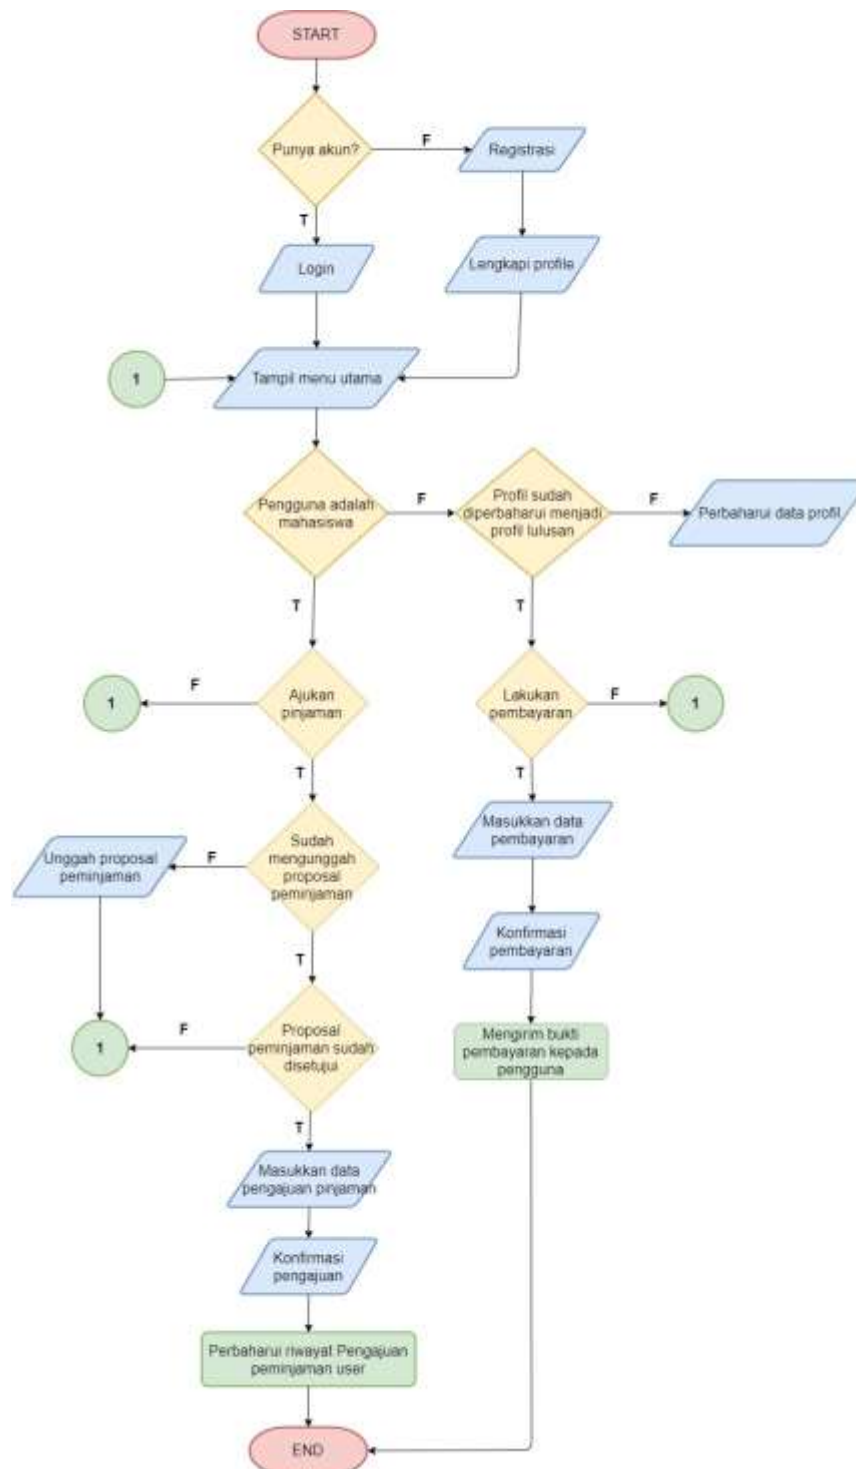 START
Punya akun?
F
Registrasi
T
Login
Lengkapi profile
1
Tampil menu utama
Pengguna adalah
mahasiswa
F
Profil sudah
diperbaharui menjadi
profil lulusan
F
Perbaharui data profil
T
T
1
F
Ajukan
pinjaman
Lakukan
pembayaran
F
1
T
T
Unggah proposal
peminjaman
F
Sudah
mengunggah
proposal
peminjaman
Masukkan data
pembayaran
T
Konfirmasi
pembayaran
1
F
Proposal
peminjaman sudah
disetujui
Mengirim bukti
pembayaran kepada
pengguna
T
Masukkan data
pengajuan pinjaman
Konfirmasi
pengajuan
Perbaharui riwayat Pengajuan
peminjaman user
END